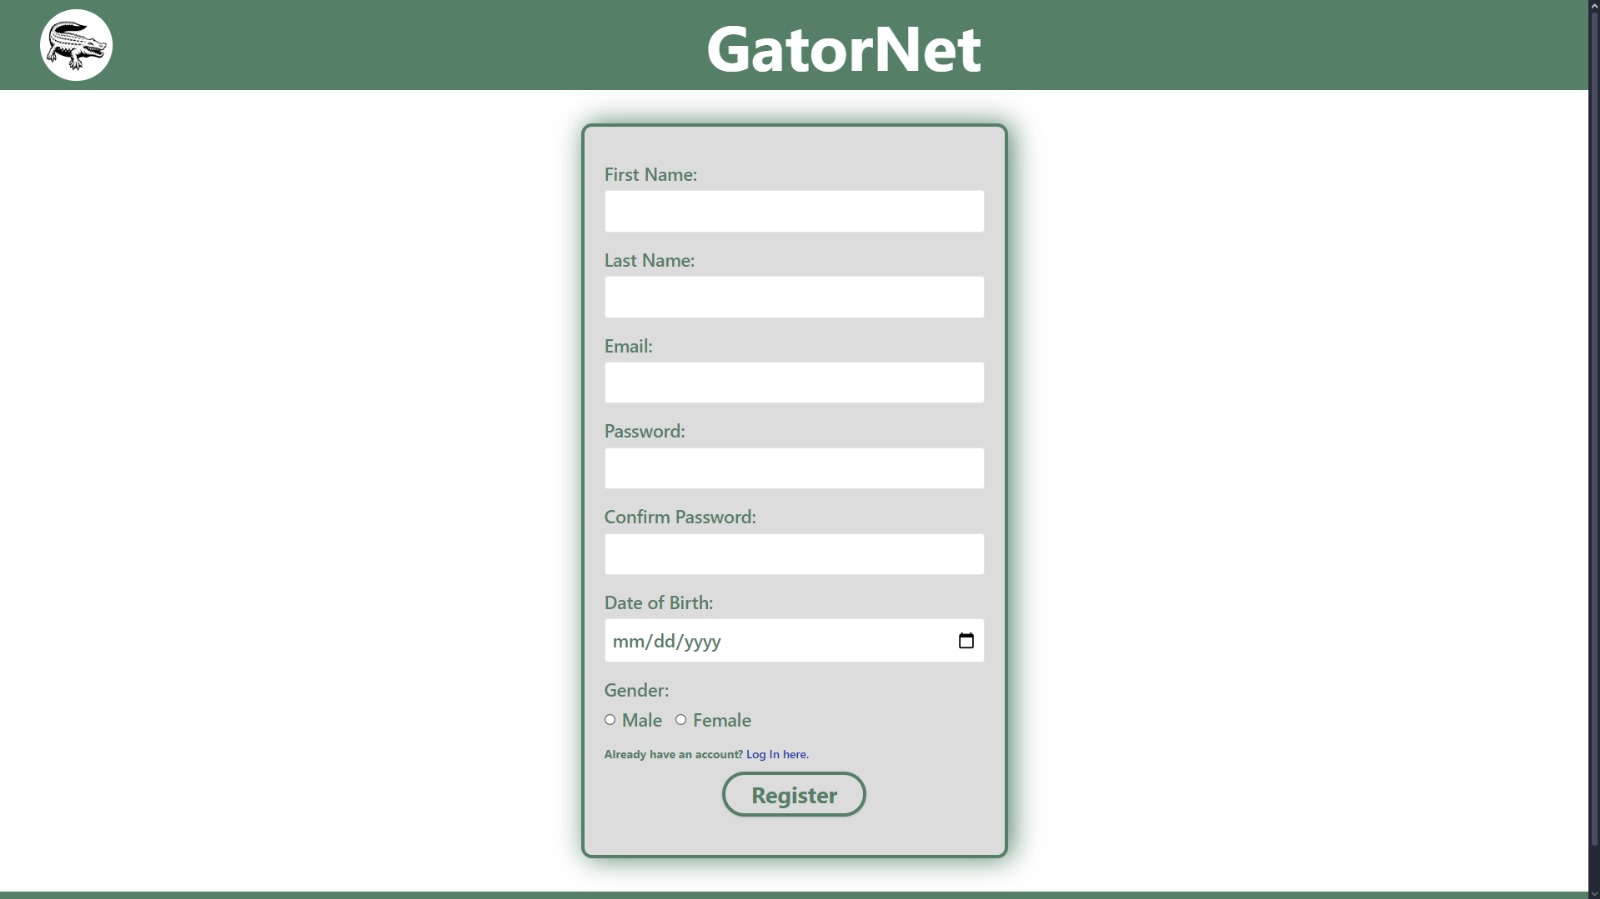 GatorNet
First Name:
Last Name:
Email:
Password:
Confirm Password:
Date of Birth:
mm/dd/yyyy
Gender:
Male Female
Already have an account? Log In here.
Register